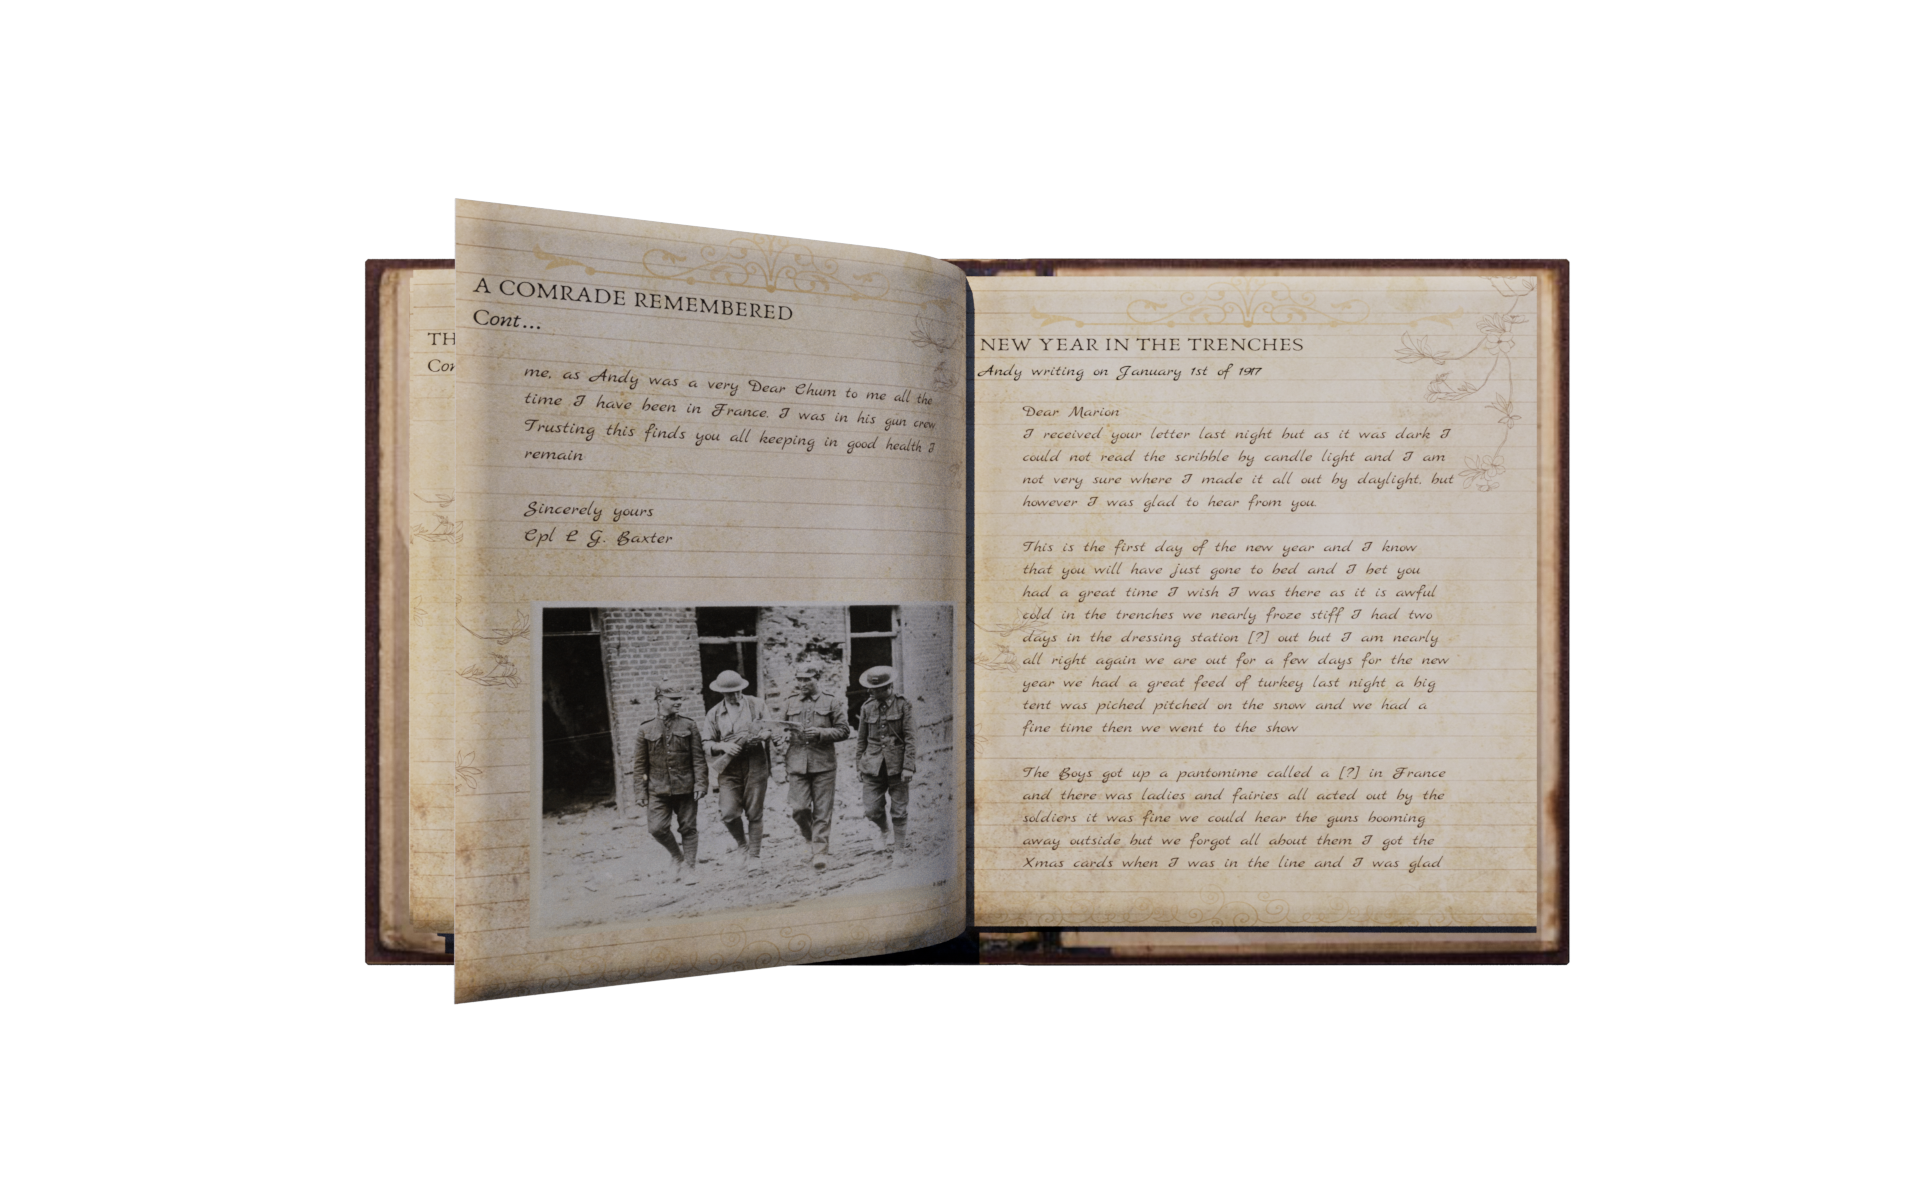 TH
Con
A COMRADE REMEMBERED
Cont...
me, as Andy was a very Dear Chum to me all the
time I have been in France. I was in his gun crew.
Trusting this finds you all keeping in good health I
remain
Sincerely yours
Cpl L G. Baxter
NEW YEAR IN THE TRENCHES
Andy writing on January 1st of 1917
Dear Marion
I received your letter last night but as it was dark I
could not read the scribble by candle light and I am
not very sure where I made it all out by daylight, but
however I was glad to hear from you.
This is the first day of the new year and I know
that you will have just gone to bed and I bet you
had a great time I wish I was there as it is awful
cold in the trenches we nearly froze stiff I had two
days in the dressing station [?] out but I am nearly
all right again we are out for a few days for the new
year we had a great feed of turkey last night a big
tent was piched pitched on the snow and we had a
fine time then we went to the show
The Boys got up a pantomime called a [?] in France
and there was ladies and fairies all acted out by the
soldiers it was fine we could hear the guns booming
away outside but we forgot all about them I got the
Xmas cards when I was in the line and I was glad